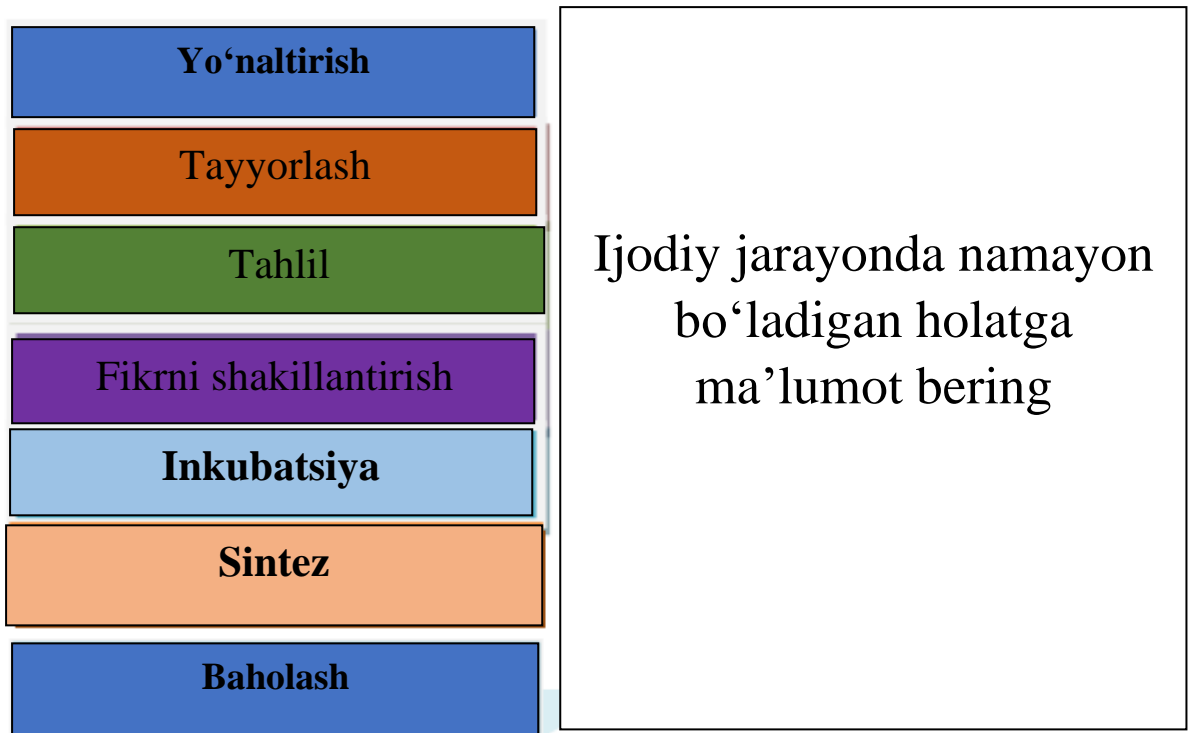 Yo‘naltirish
Tayyorlash
Tahlil
Fikrni shakillantirish
Inkubatsiya
Sintez
Baholash
Ijodiy jarayonda namayon
bo‘ladigan holatga
ma’lumot bering